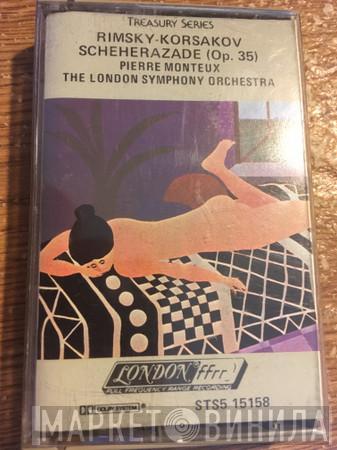 TREASURY SERIES
RIMSKY-KORSAKOV
SCHEHERAZADE (Op. 35)
PIERRE MONTEUX
THE LONDON SYMPHONY ORCHESTRA
LONDON ffrr
FULL FREQUENCY RANGE RECORDING
DOLBY SYSTEM
STS5 15158
МАРКЕТ ВИНИЛА